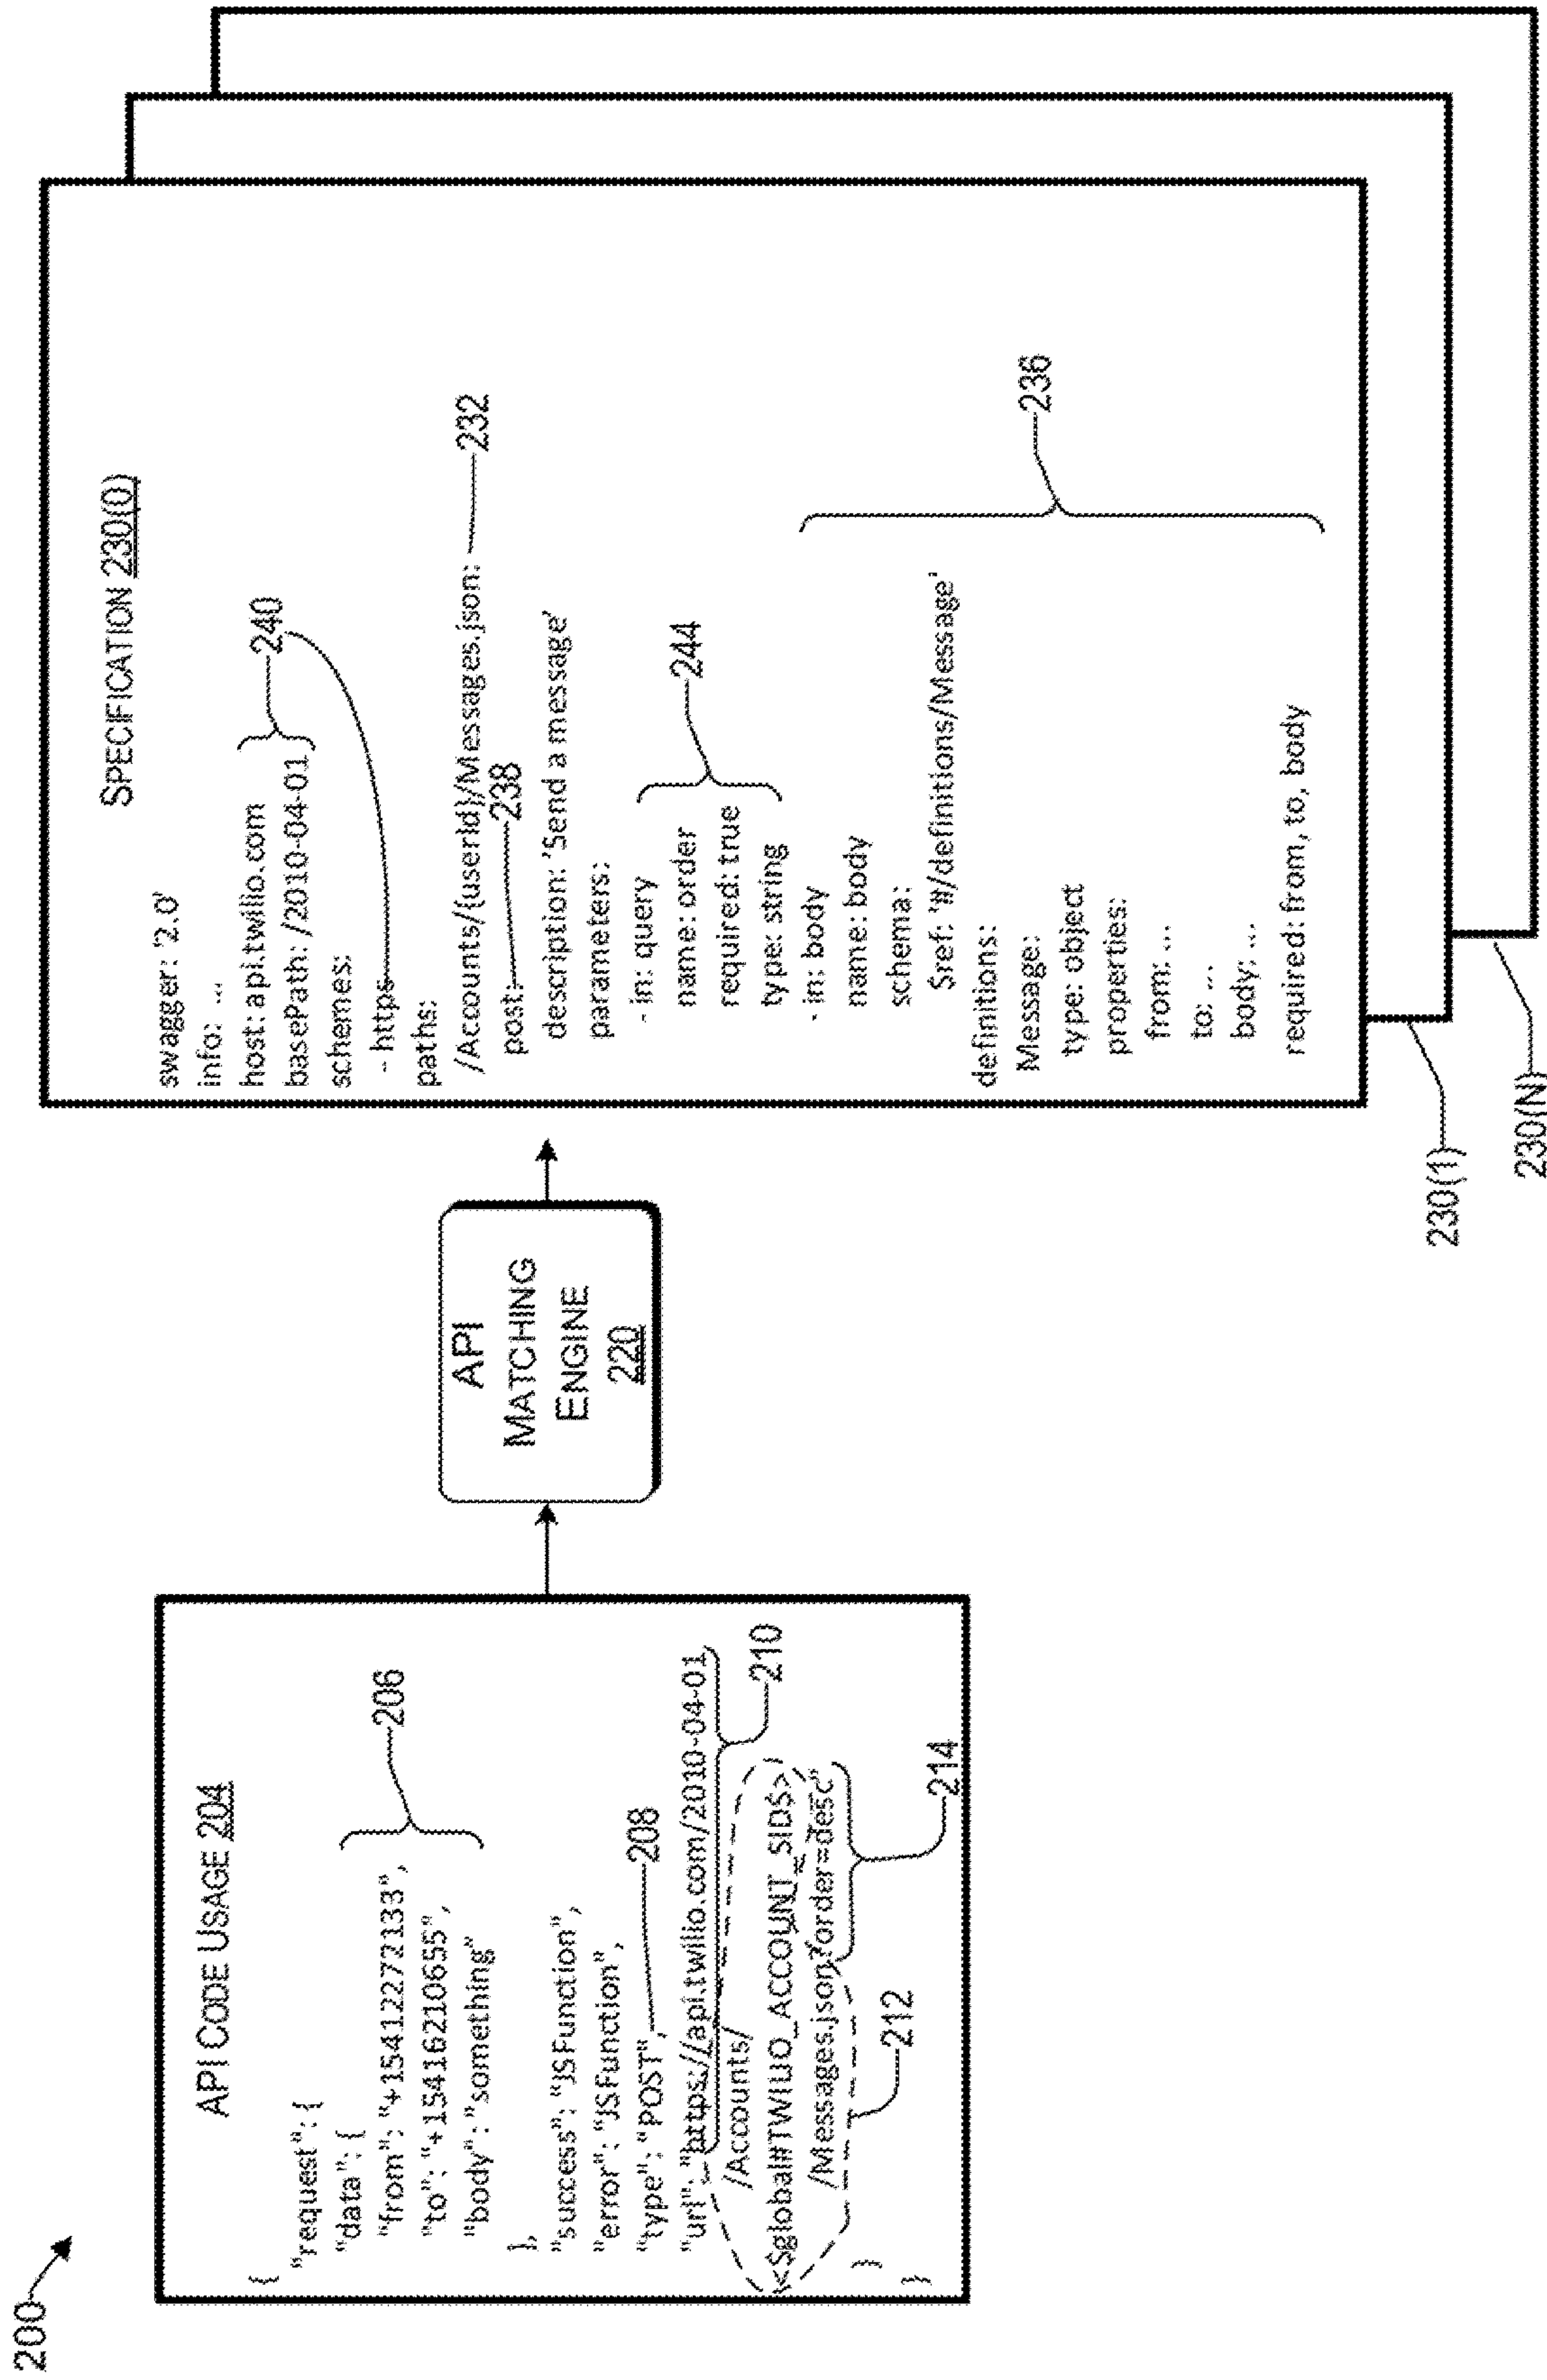 200
API CODE USAGE 204
{
"request": {
"data": {
"from": "+15412272133",
"to": "+15416210655",
"body": "something"
},
"success": "JSFunction",
"error": "JSFunction",
"type": "POST",
"url": "https://api.twilio.com/2010-04-01
/Accounts/
<$global#TWILIO_ACCOUNT_SID$>/
/Messages.json?order=desc"
}
}
206
208
210
212
214
API
MATCHING
ENGINE
220
SPECIFICATION 230(0)
swagger: '2.0'
info: ...
host: api.twilio.com
basePath: /2010-04-01
schemes:
- https
paths:
/Accounts/{userId}/Messages.json:
post:
description: 'Send a message'
parameters:
- in: query
name: order
required: true
type: string
- in: body
name: body
schema:
$ref: '#/definitions/Message'
definitions:
Message:
type: object
properties:
from: ...
to: ...
body: ...
required: from, to, body
240
232
238
244
236
230(1)
230(N)